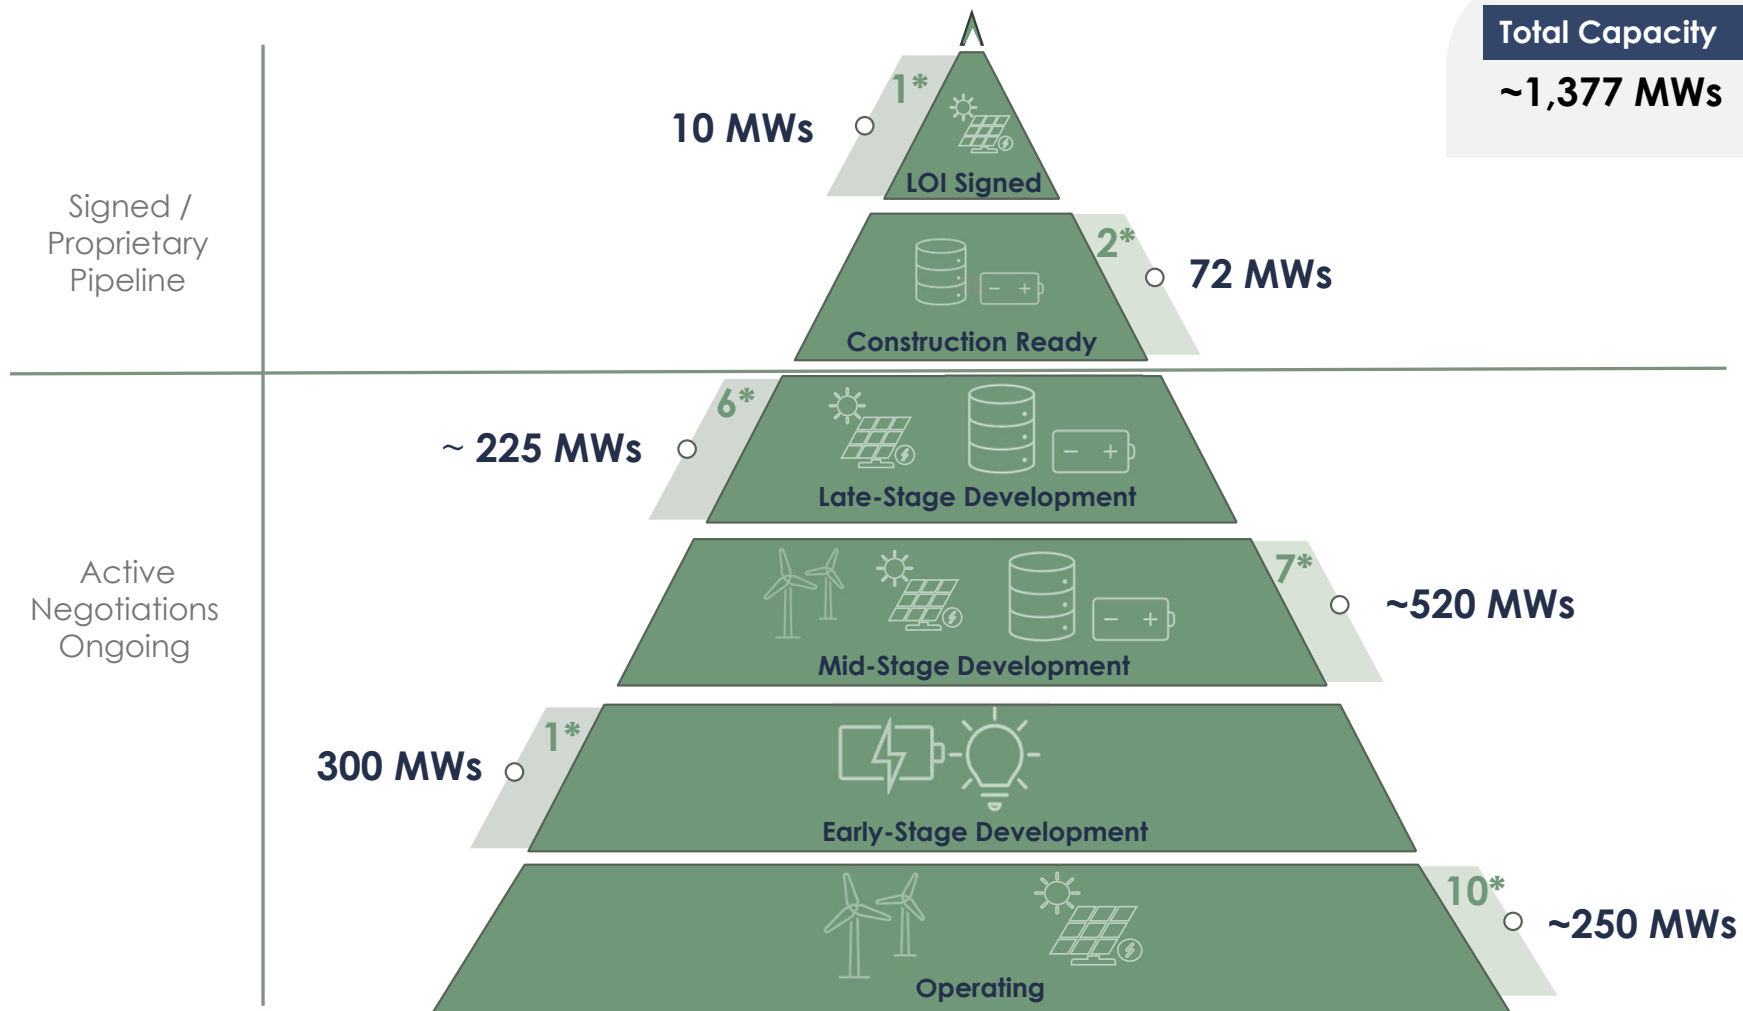 Total Capacity
~1,377 MWs
Signed /
Proprietary
Pipeline
1*
10 MWs
LOI Signed
2*
72 MWs
Construction Ready
Active
Negotiations
Ongoing
6*
~ 225 MWs
Late-Stage Development
7*
~520 MWs
Mid-Stage Development
1*
300 MWs
Early-Stage Development
10*
~250 MWs
Operating